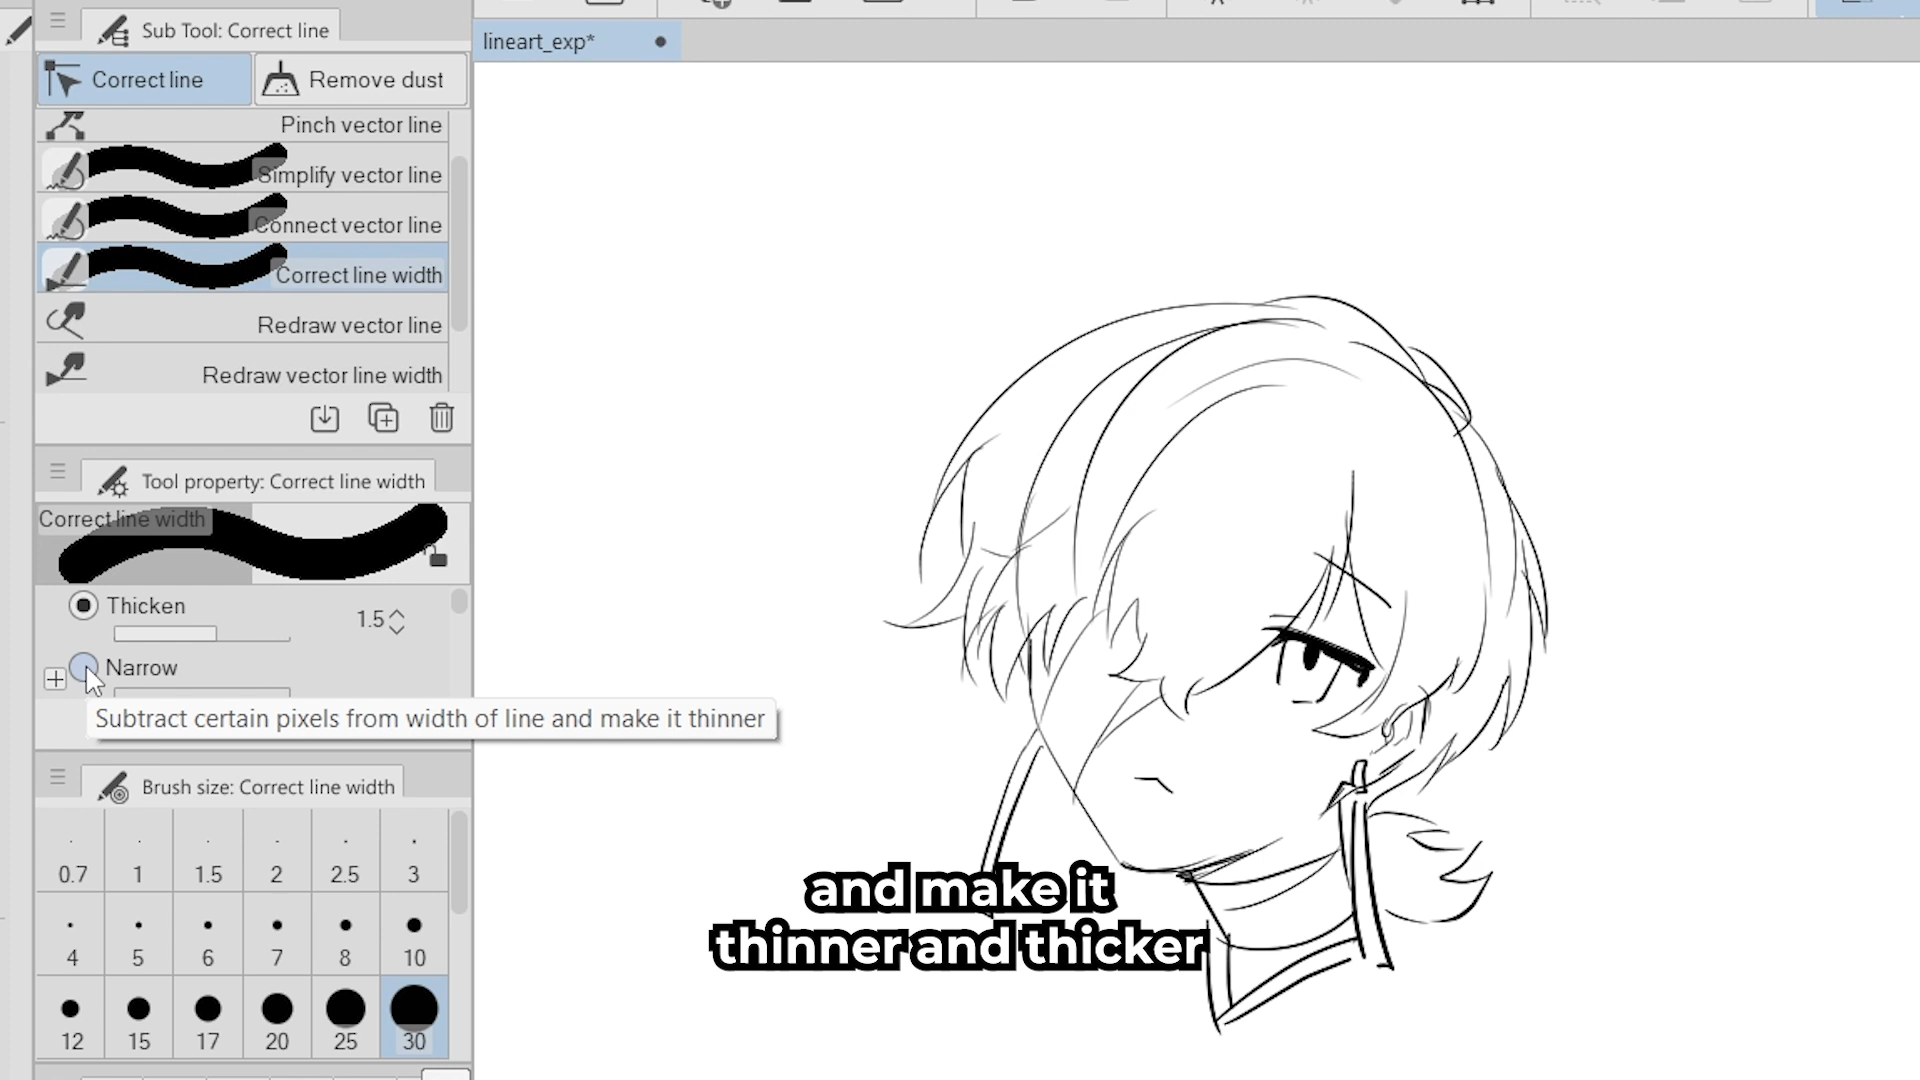 Sub Tool: Correct line
lineart_exp*
Correct line
Remove dust
Pinch vector line
Simplify vector line
Connect vector line
Correct line width
Redraw vector line
Redraw vector line width
Tool property: Correct line width
Correct line width
Thicken
1.5
Narrow
Subtract certain pixels from width of line and make it thinner
Brush size: Correct line width
0.7 1 1.5 2 2.5 3
4 5 6 7 8 10
12 15 17 20 25 30
and make it
thinner and thicker